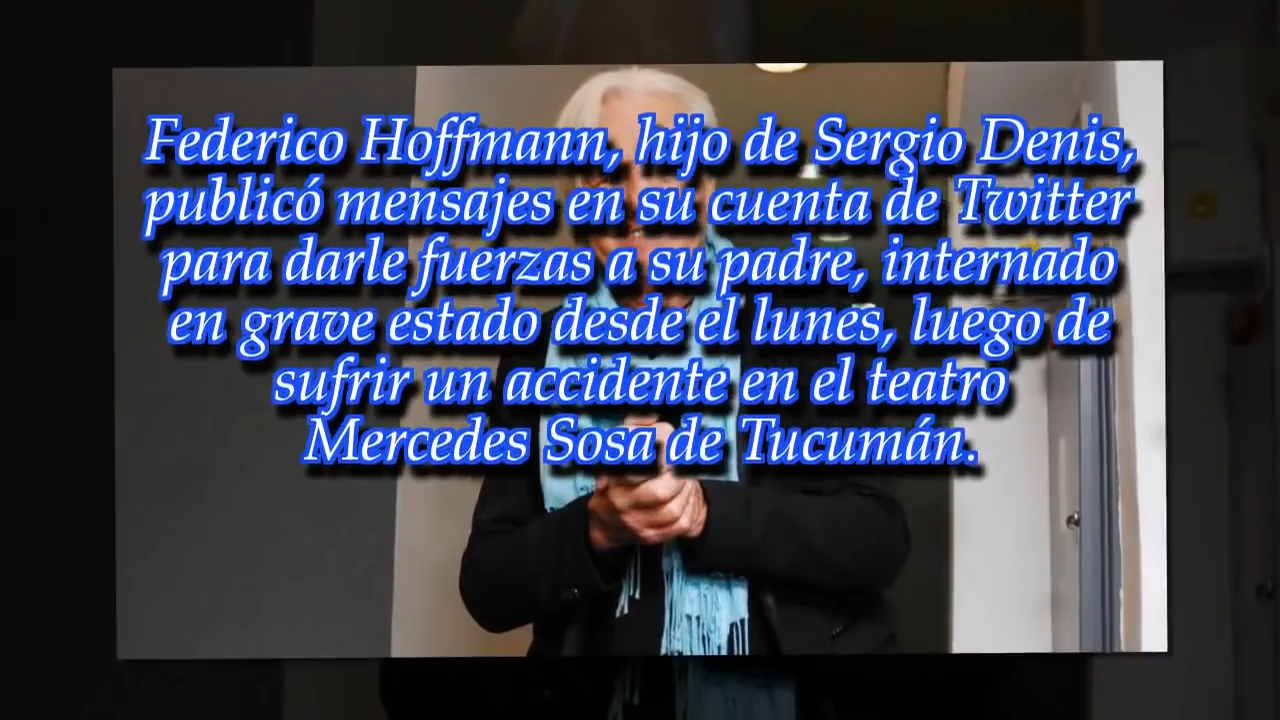 Federico Hoffmann, hijo de Sergio Denis,
publicó mensajes en su cuenta de Twitter
para darle fuerzas a su padre, internado
en grave estado desde el lunes, luego de
sufrir un accidente en el teatro
Mercedes Sosa de Tucumán.